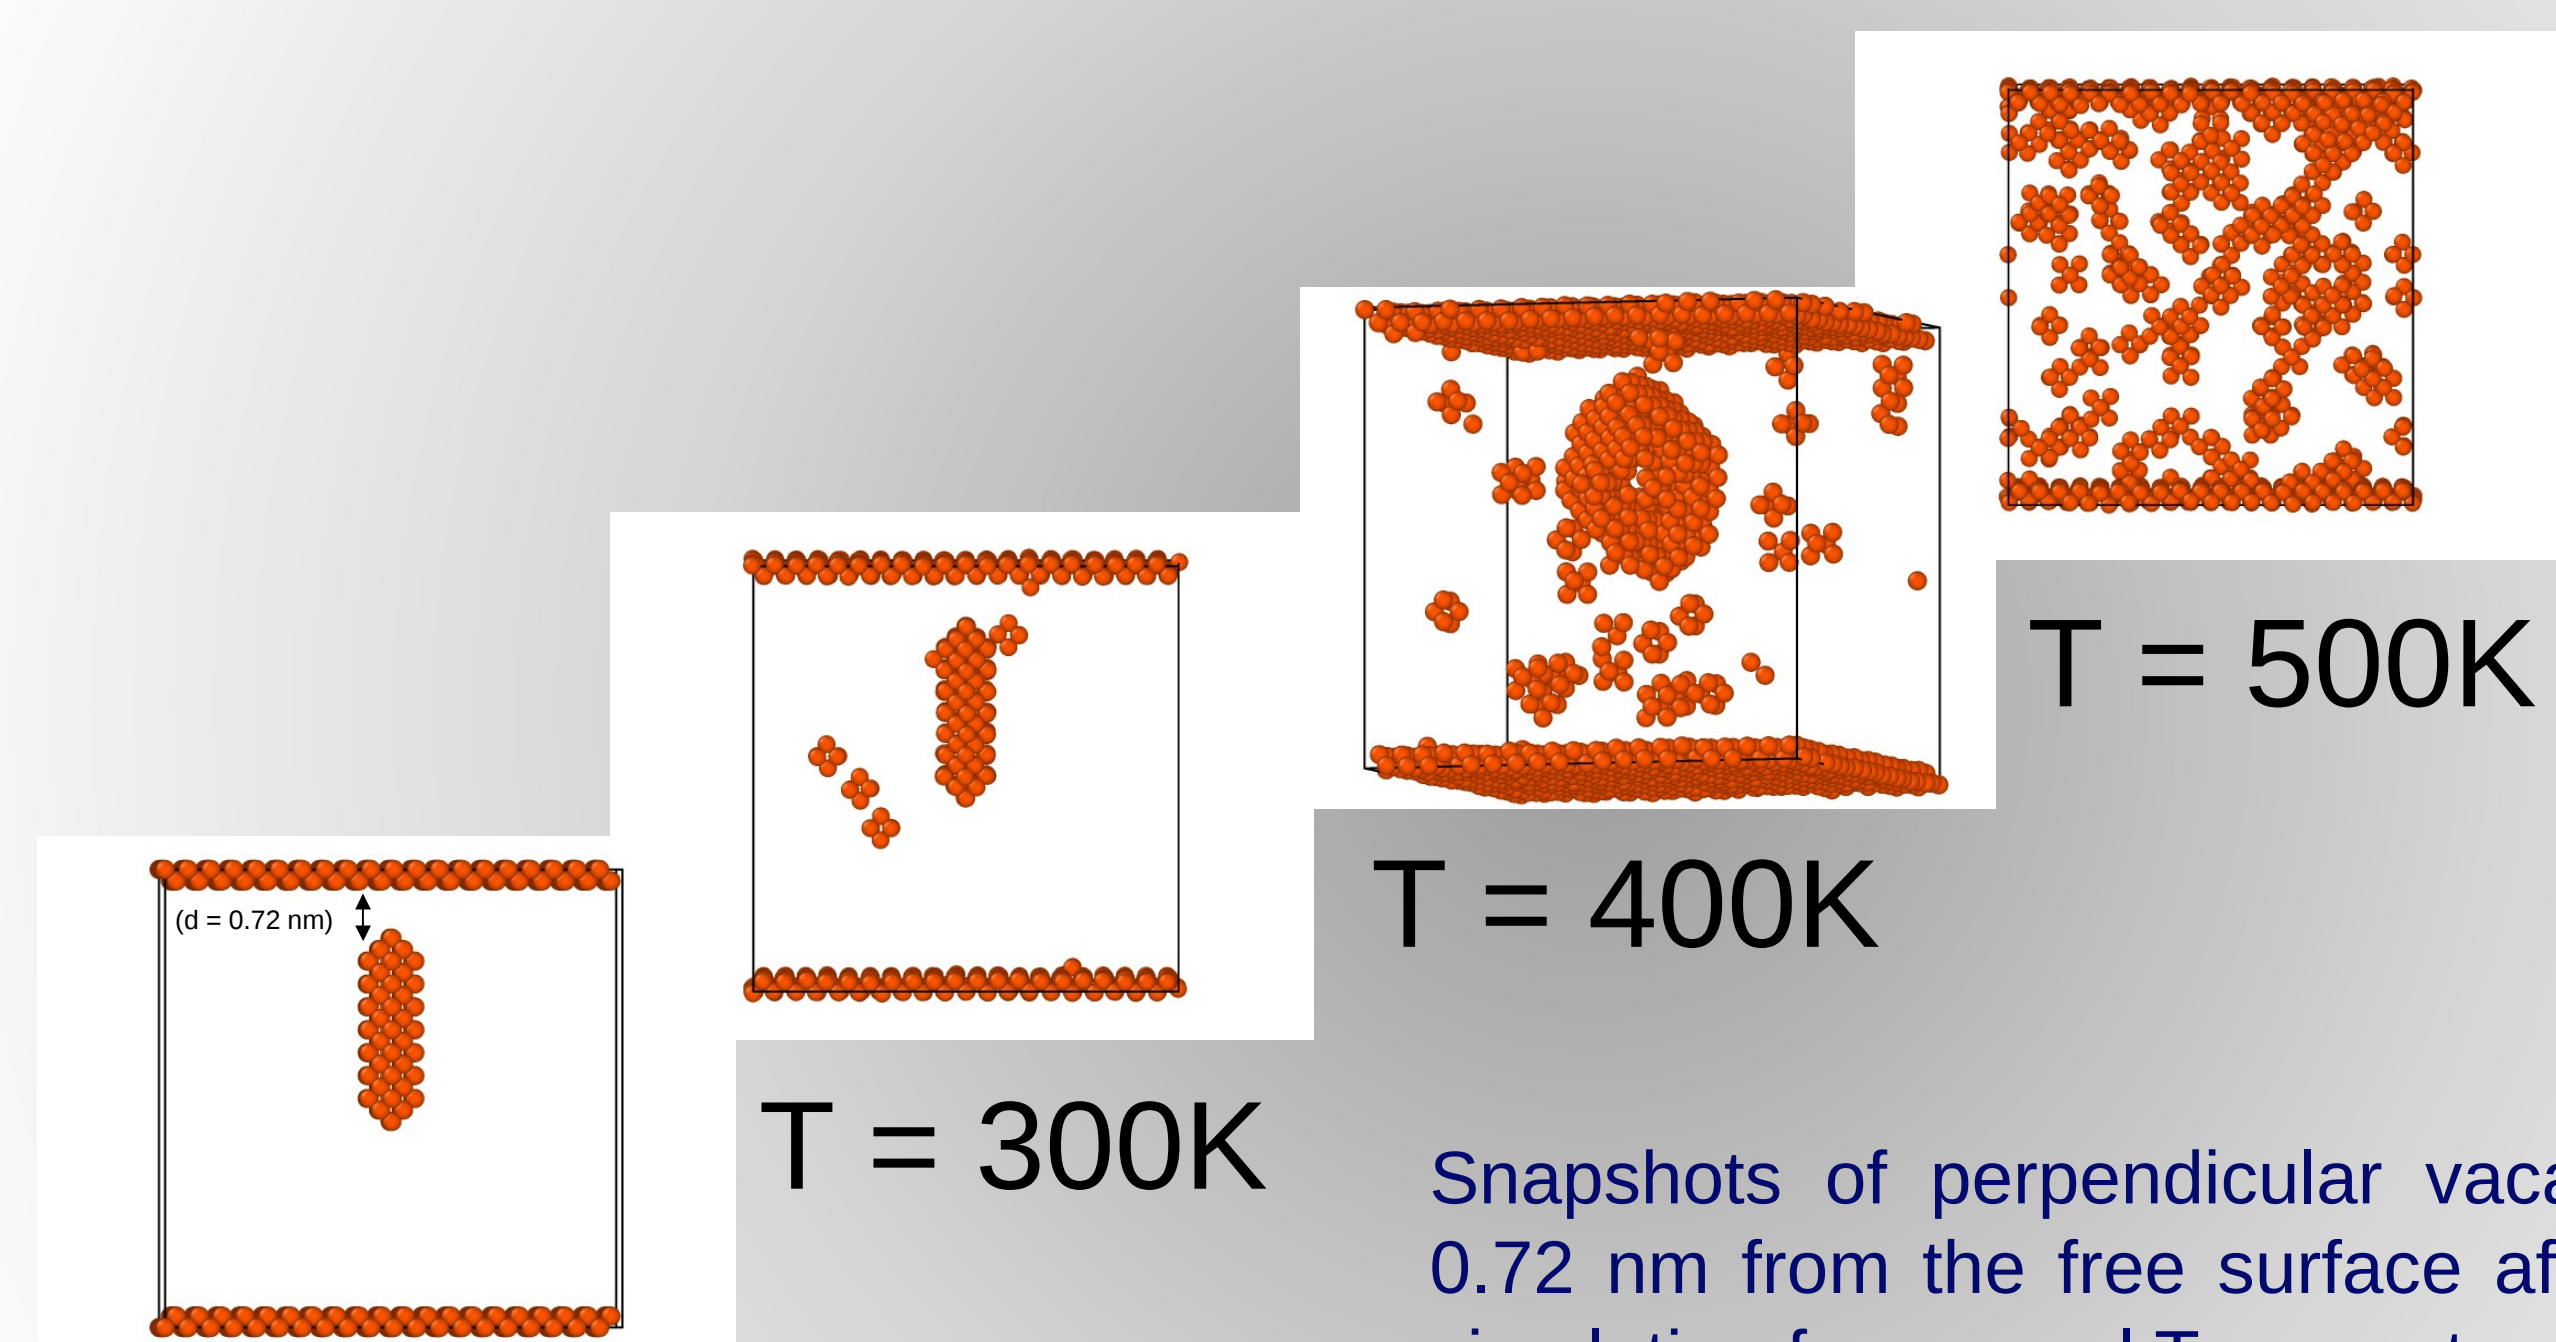 T = 500K
T = 400K
(d = 0.72 nm)
T = 300K
Snapshots of perpendicular
0.72 nm from the free surface